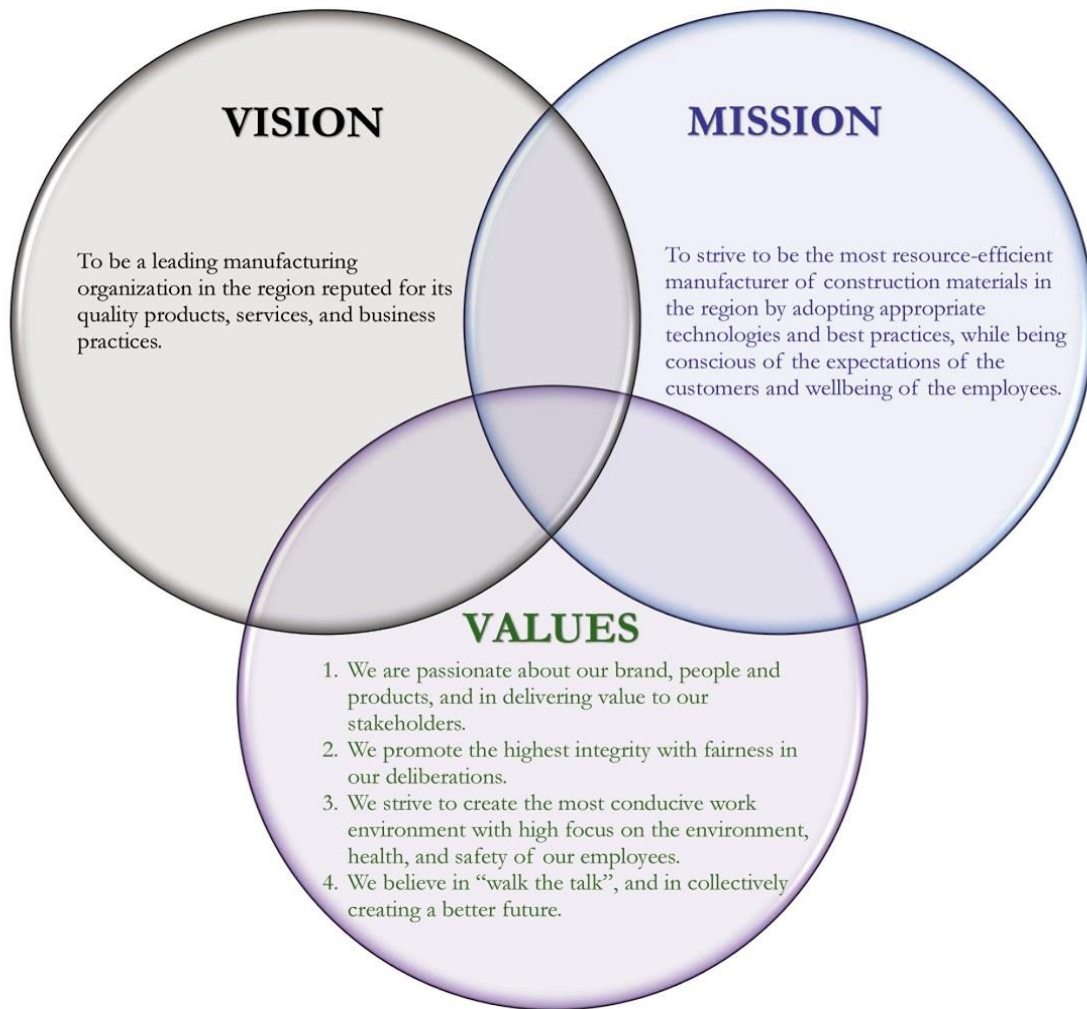 VISION
To be a leading manufacturing
organization in the region reputed for its
quality products, services, and business
practices.
MISSION
To strive to be the most resource-efficient
manufacturer of construction materials in
the region by adopting appropriate
technologies and best practices, while being
conscious of the expectations of the
customers and wellbeing of the employees.
VALUES
1. We are passionate about our brand, people and
products, and in delivering value to our
stakeholders.
2. We promote the highest integrity with fairness in
our deliberations.
3. We strive to create the most conducive work
environment with high focus on the environment,
health, and safety of our employees.
4. We believe in “walk the talk”, and in collectively
creating a better future.